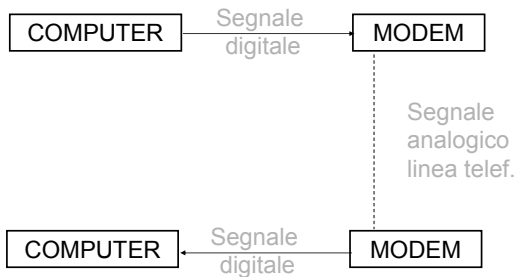 COMPUTER
Segnale
digitale
MODEM
Segnale
analogico
linea telef.
COMPUTER
Segnale
digitale
MODEM